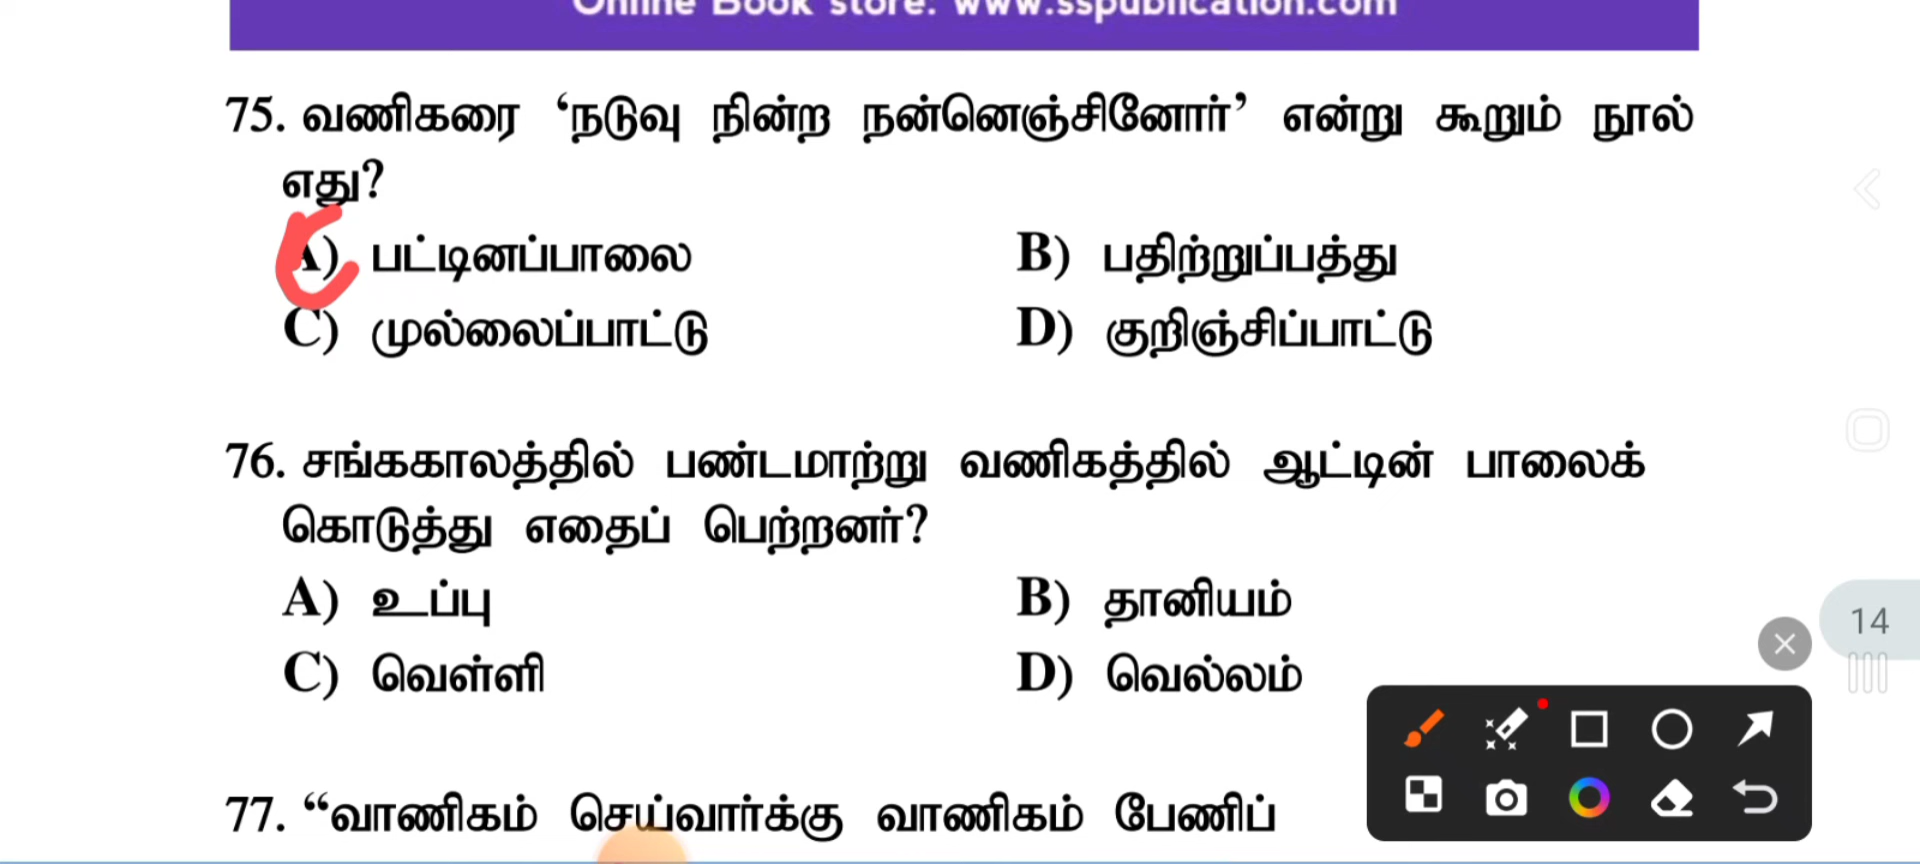 Online Book store: www.sspublication.com
75. வணிகரை ‘நடுவு நின்ற நன்னெஞ்சினோர்’ என்று கூறும் நூல்
எது?
A) பட்டினப்பாலை B) பதிற்றுப்பத்து
C) முல்லைப்பாட்டு D) குறிஞ்சிப்பாட்டு
76. சங்ககாலத்தில் பண்டமாற்று வணிகத்தில் ஆட்டின் பாலைக்
கொடுத்து எதைப் பெற்றனர்?
A) உப்பு B) தானியம்
14
C) வெள்ளி D) வெல்லம்
77. “வாணிகம் செய்வார்க்கு வாணிகம் பேணிப்